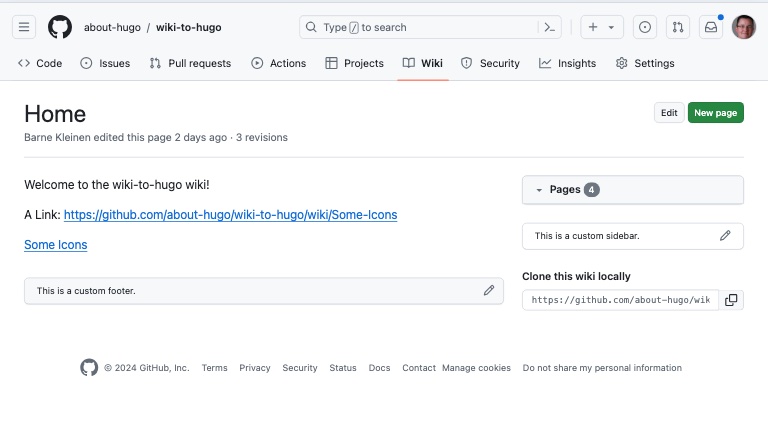 about-hugo / wiki-to-hugo
Type / to search
Code Issues Pull requests Actions Projects Wiki Security Insights Settings
Home
Edit New page
Barne Kleinen edited this page 2 days ago · 3 revisions
Welcome to the wiki-to-hugo wiki!
A Link: https://github.com/about-hugo/wiki-to-hugo/wiki/Some-Icons
Some Icons
This is a custom footer.
Pages 4
This is a custom sidebar.
Clone this wiki locally
https://github.com/about-hugo/wik
© 2024 GitHub, Inc. Terms Privacy Security Status Docs Contact Manage cookies Do not share my personal information